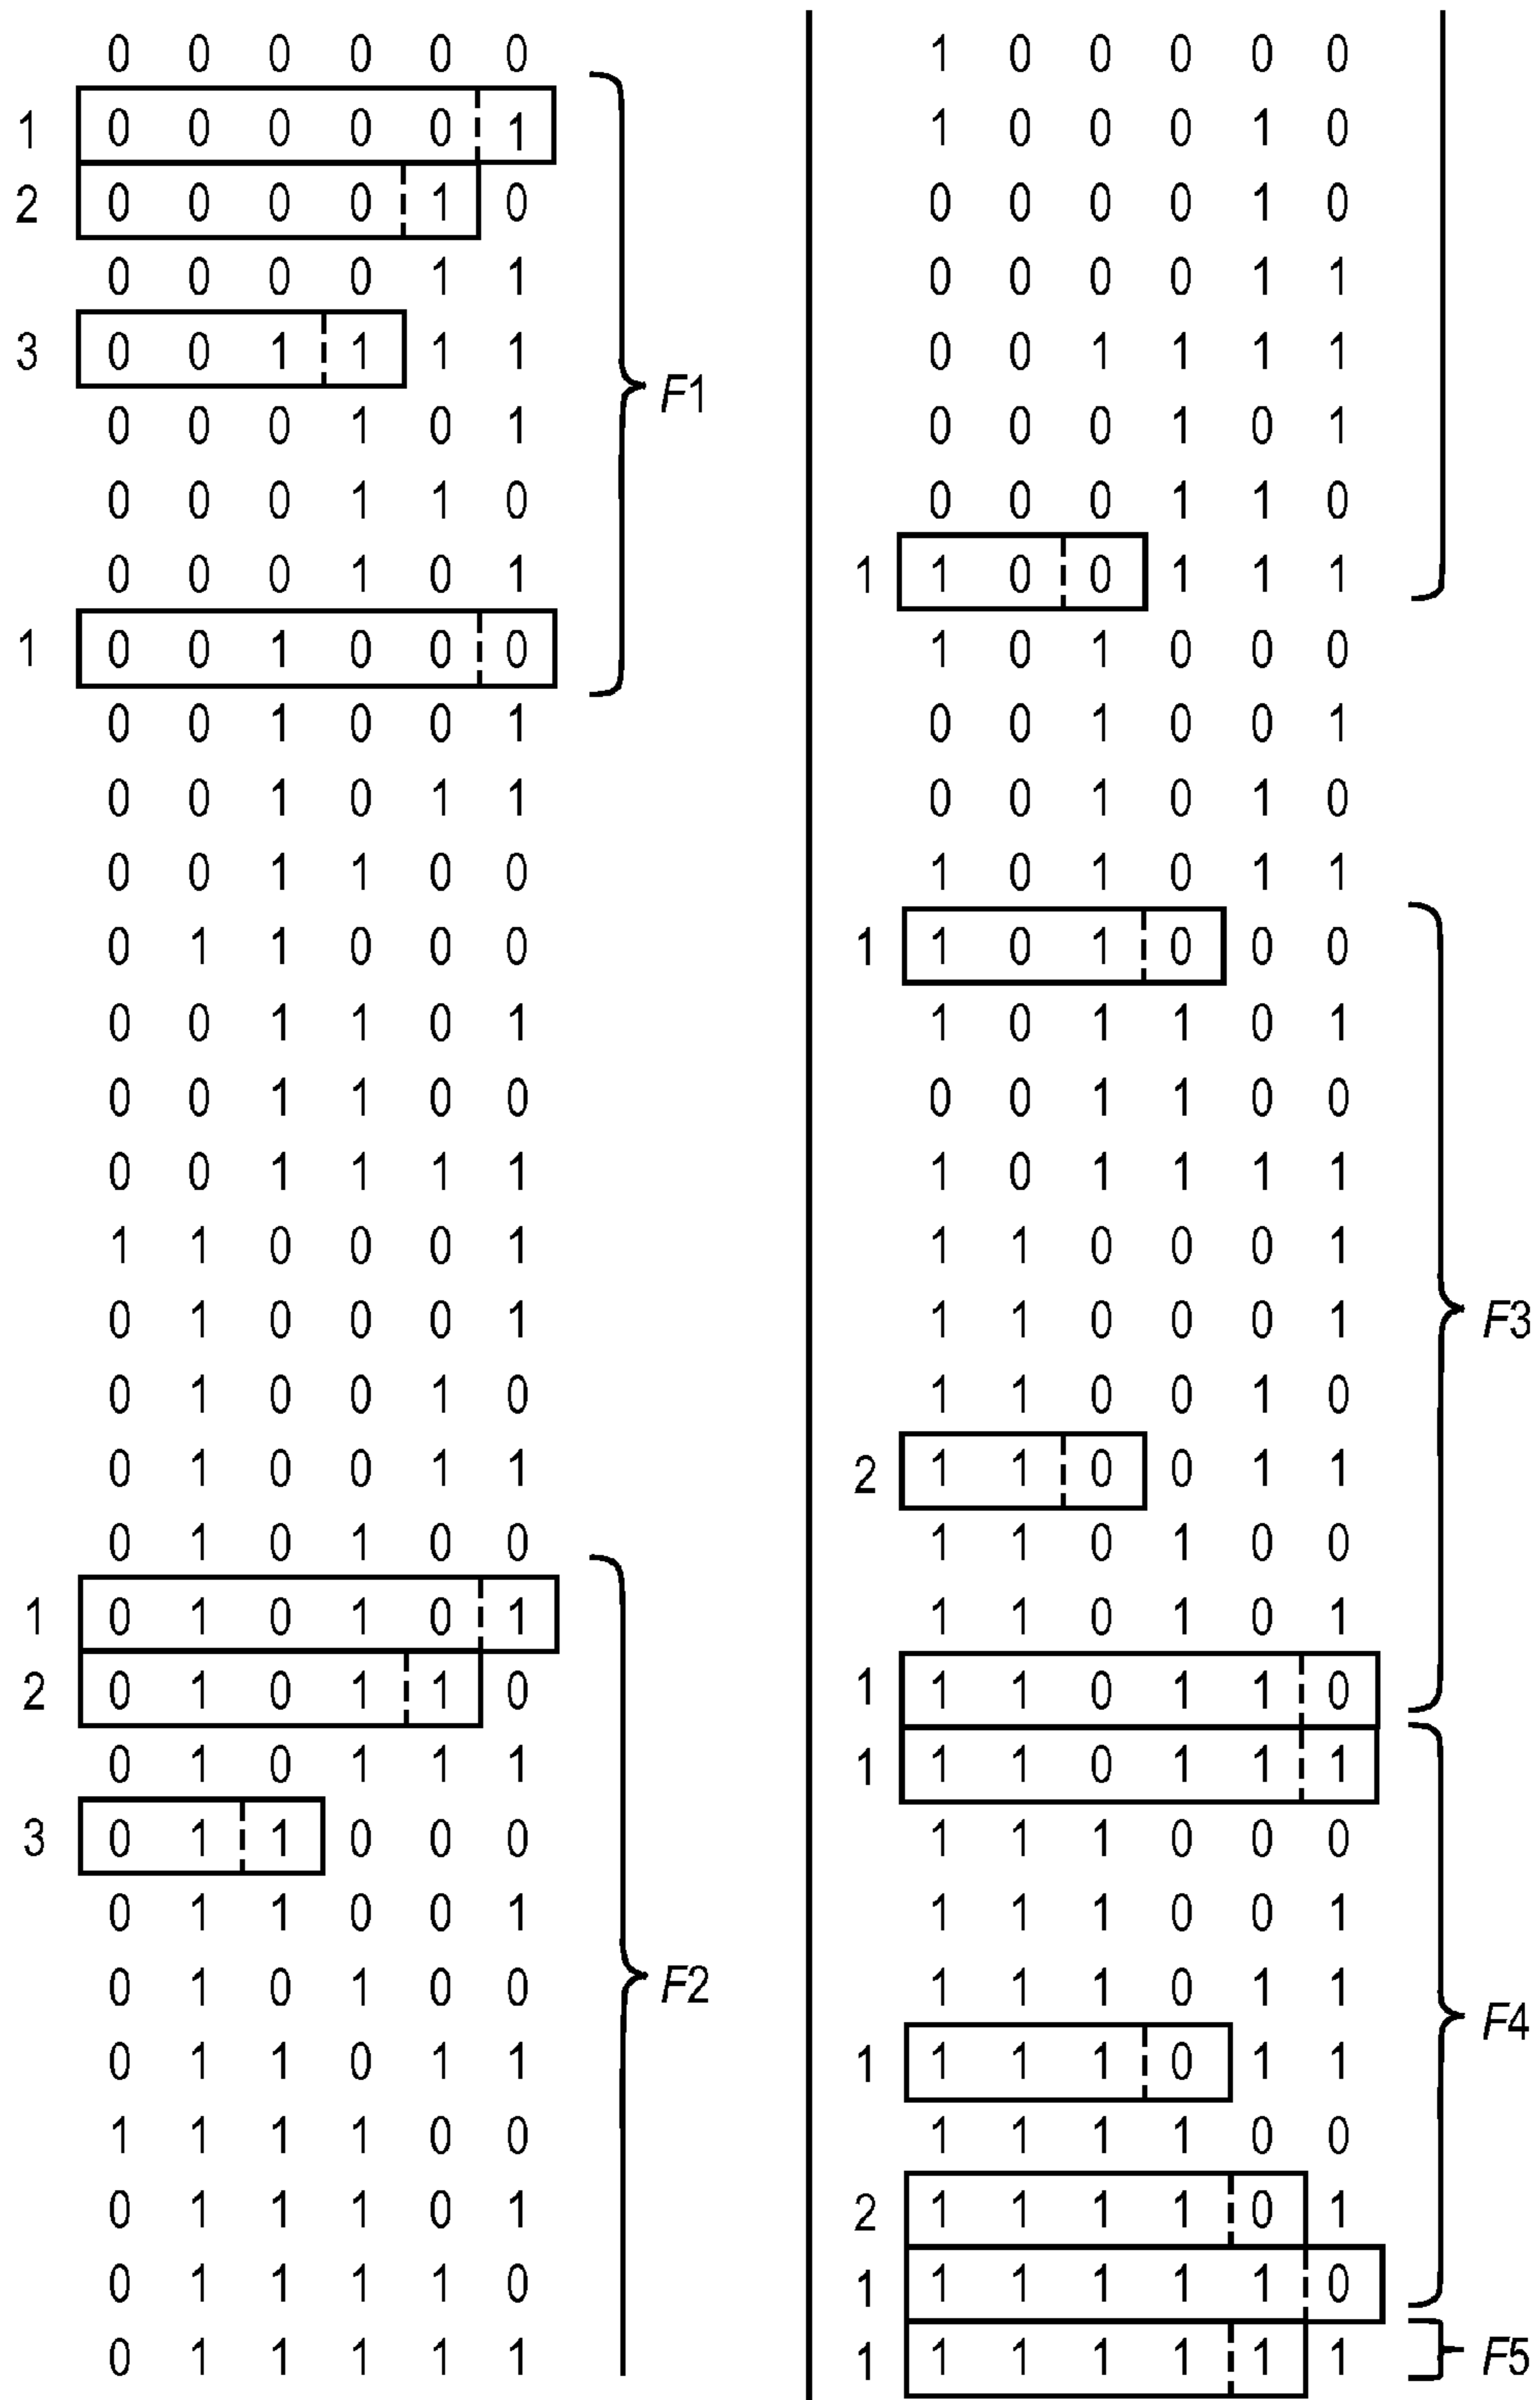 0 0 0 0 0 0
1 0 0 0 0 0 1
2 0 0 0 0 1 0
0 0 0 0 1 1
3 0 0 1 1 1 1
F1
0 0 0 1 0 1
0 0 0 1 1 0
0 0 0 1 0 1
1 0 0 1 0 0 0
0 0 1 0 0 1
0 0 1 0 1 1
0 0 1 1 0 0
0 1 1 0 0 0
0 0 1 1 0 1
0 0 1 1 0 0
0 0 1 1 1 1
1 1 0 0 0 1
0 1 0 0 0 1
0 1 0 0 1 0
0 1 0 0 1 1
0 1 0 1 0 0
1 0 1 0 1 0 1
2 0 1 0 1 1 0
0 1 0 1 1 1
3 0 1 1 0 0 0
0 1 1 0 0 1
0 1 0 1 0 0
F2
0 1 1 0 1 1
1 1 1 1 0 0
0 1 1 1 0 1
0 1 1 1 1 0
0 1 1 1 1 1
1 0 0 0 0 0
1 0 0 0 1 0
0 0 0 0 1 0
0 0 0 0 1 1
0 0 1 1 1 1
0 0 0 1 0 1
0 0 0 1 1 0
1 1 0 0 1 1 1
1 0 1 0 0 0
0 0 1 0 0 1
0 0 1 0 1 0
1 0 1 0 1 1
1 1 0 1 0 0 0
1 0 1 1 0 1
0 0 1 1 0 0
1 0 1 1 1 1
1 1 0 0 0 1
1 1 0 0 0 1
F3
1 1 0 0 1 0
2 1 1 0 0 1 1
1 1 0 1 0 0
1 1 0 1 0 1
1 1 1 0 1 1 0
1 1 1 0 1 1 1
1 1 1 0 0 0
1 1 1 0 0 1
1 1 1 0 1 1
F4
1 1 1 1 0 1 1
1 1 1 1 0 0
2 1 1 1 1 0 1
1 1 1 1 1 1 0
1 1 1 1 1 1 1
F5